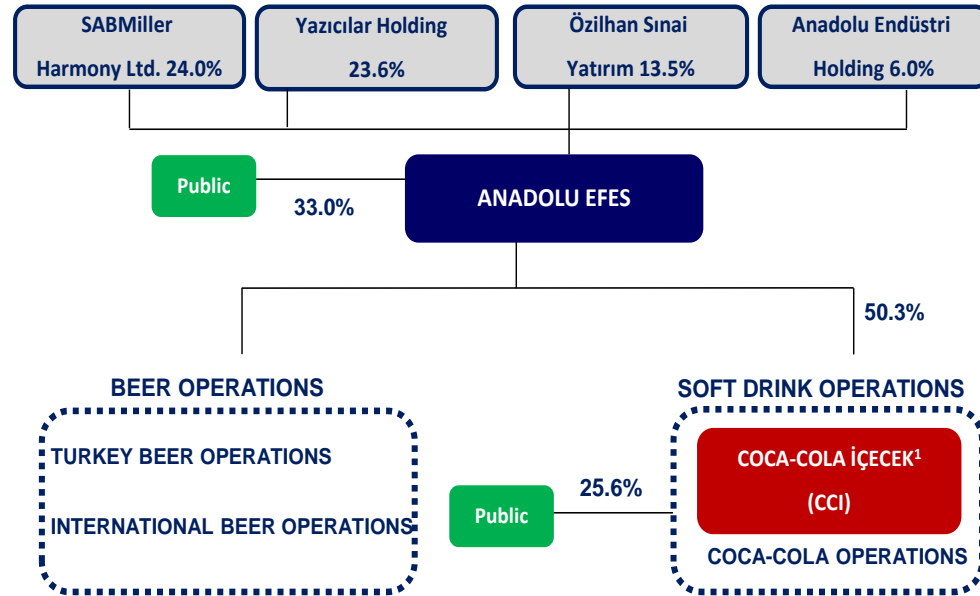 SABMiller
Harmony Ltd. 24.0%
Yazıcılar Holding
23.6%
Özilhan Sınai
Yatırım 13.5%
Anadolu Endüstri
Holding 6.0%
Public
33.0%
ANADOLU EFES
50.3%
BEER OPERATIONS
TURKEY BEER OPERATIONS
INTERNATIONAL BEER OPERATIONS
SOFT DRINK OPERATIONS
Public
25.6%
COCA-COLA İÇECEK¹
(CCI)
COCA-COLA OPERATIONS